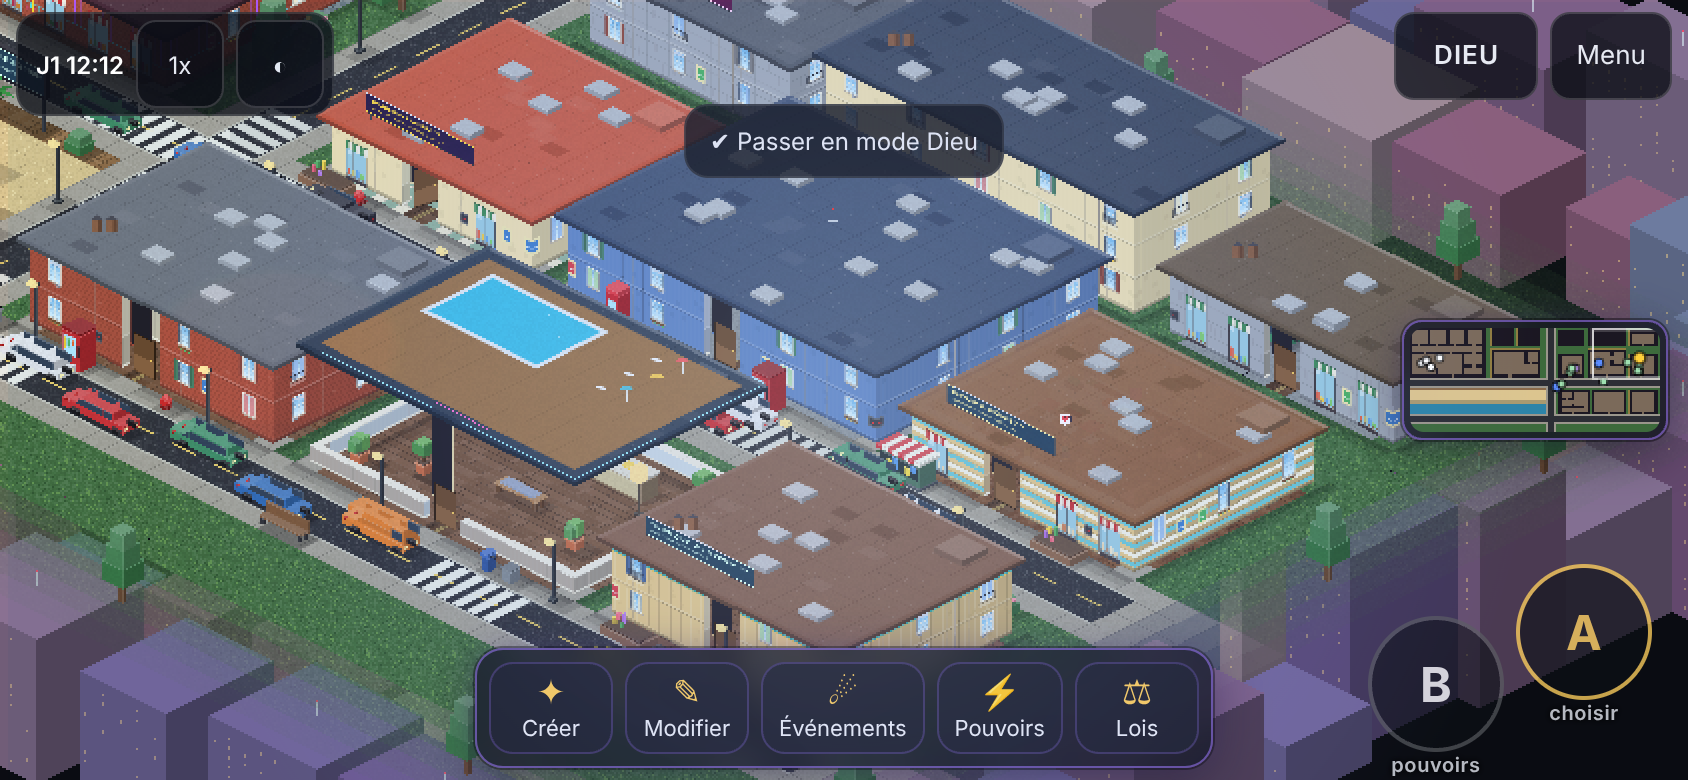 J1 12:12
1x
DIEU
Menu
✔ Passer en mode Dieu
Créer
Modifier
Événements
Pouvoirs
Lois
A
choisir
B
pouvoirs